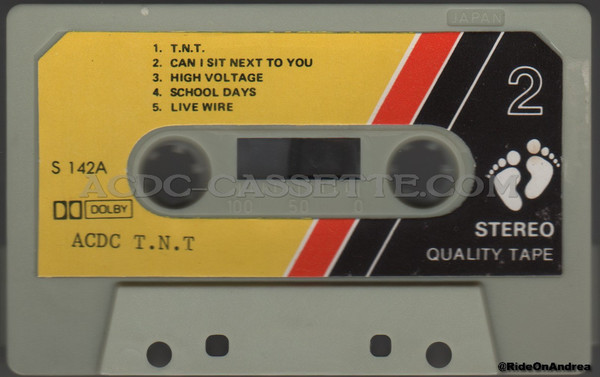 JAPAN
1. T.N.T.
2. CAN I SIT NEXT TO YOU
3. HIGH VOLTAGE
4. SCHOOL DAYS
5. LIVE WIRE
2
S 142A
ACDC-CASSETTE.COM
100 50 0
DOLBY
STEREO
ACDC T.N.T
QUALITY TAPE
@RideOnAndrea